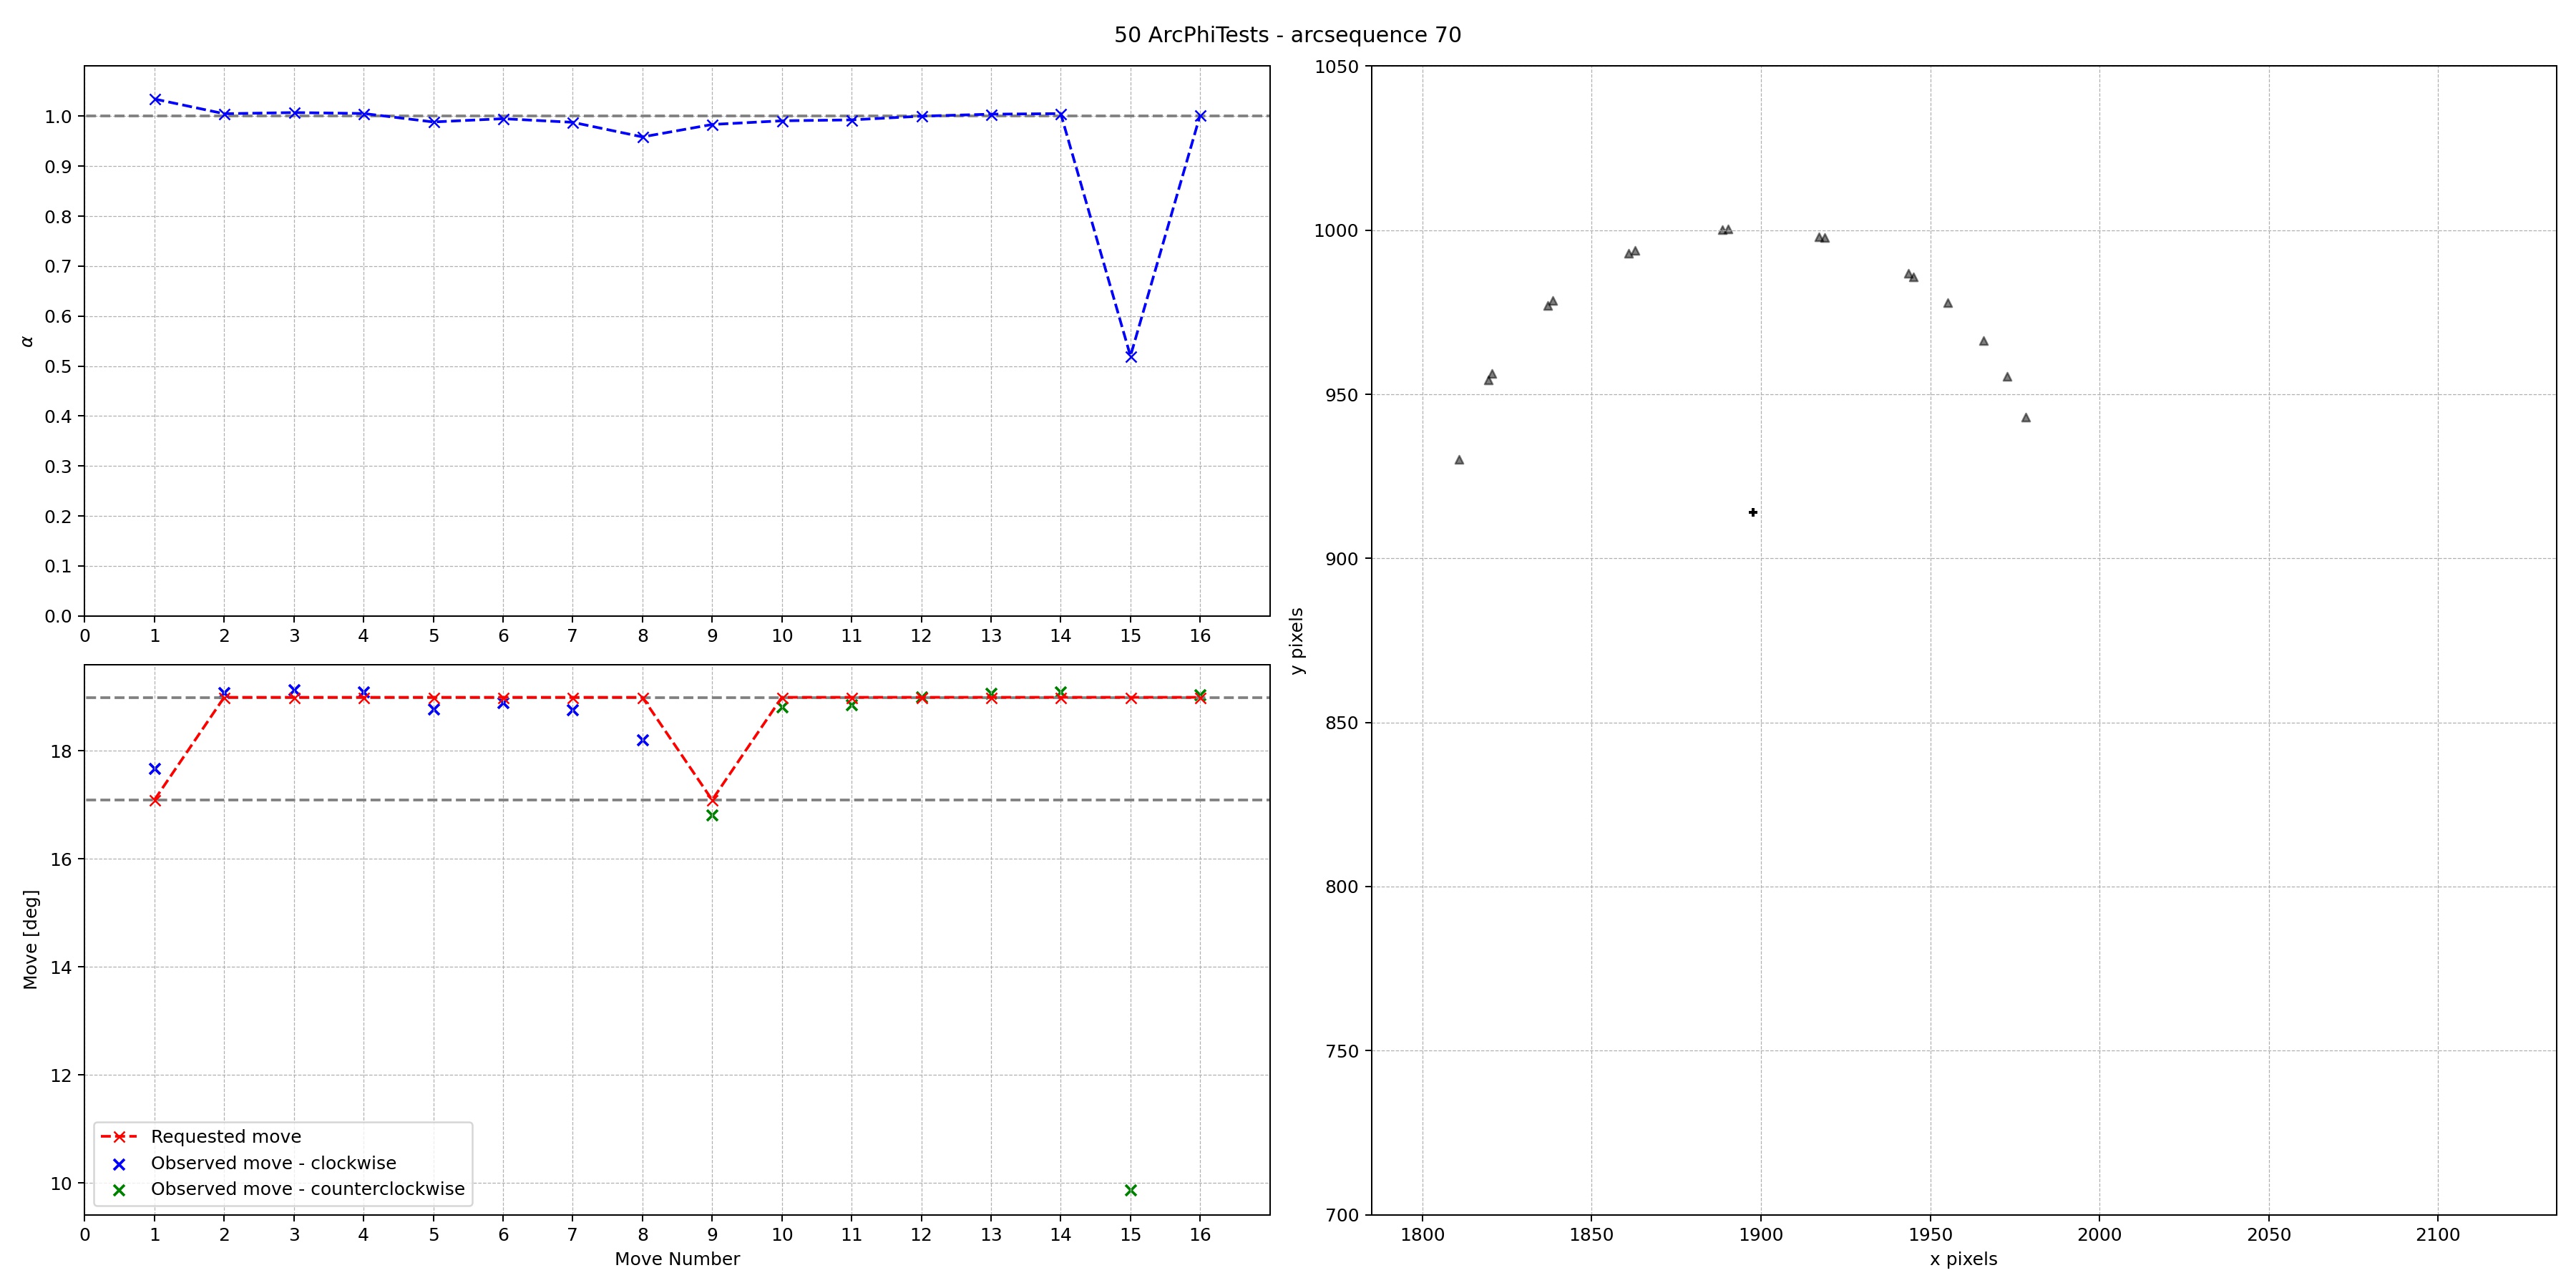 50 ArcPhiTests - arcsequence 70
1.0
0.9
0.8
0.7
0.6
0.5
0.4
0.3
0.2
0.1
0.0
α
0 1 2 3 4 5 6 7 8 9 10 11 12 13 14 15 16
18
16
14
12
10
Move [deg]
Requested move
Observed move - clockwise
Observed move - counterclockwise
0 1 2 3 4 5 6 7 8 9 10 11 12 13 14 15 16
Move Number
1050
1000
950
900
850
800
750
700
y pixels
1800 1850 1900 1950 2000 2050 2100
x pixels